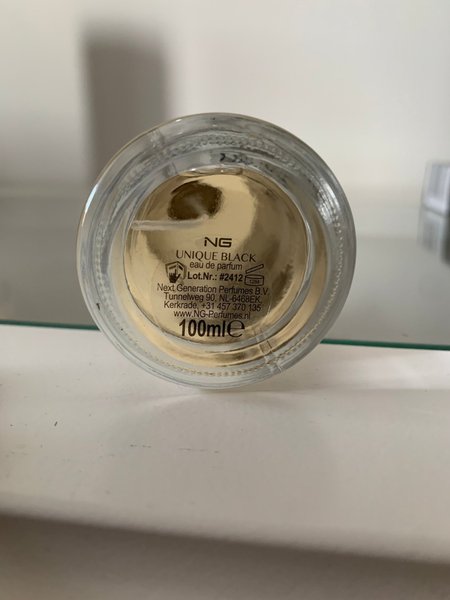 NG
UNIQUE BLACK
eau de parfum
Lot.Nr.: #2412
Next Generation Perfumes B.V.
Tunnelweg 90, NL-6468EK
Kerkrade, +31 457 370 135
www.NG-Perfumes.nl
100ml℮